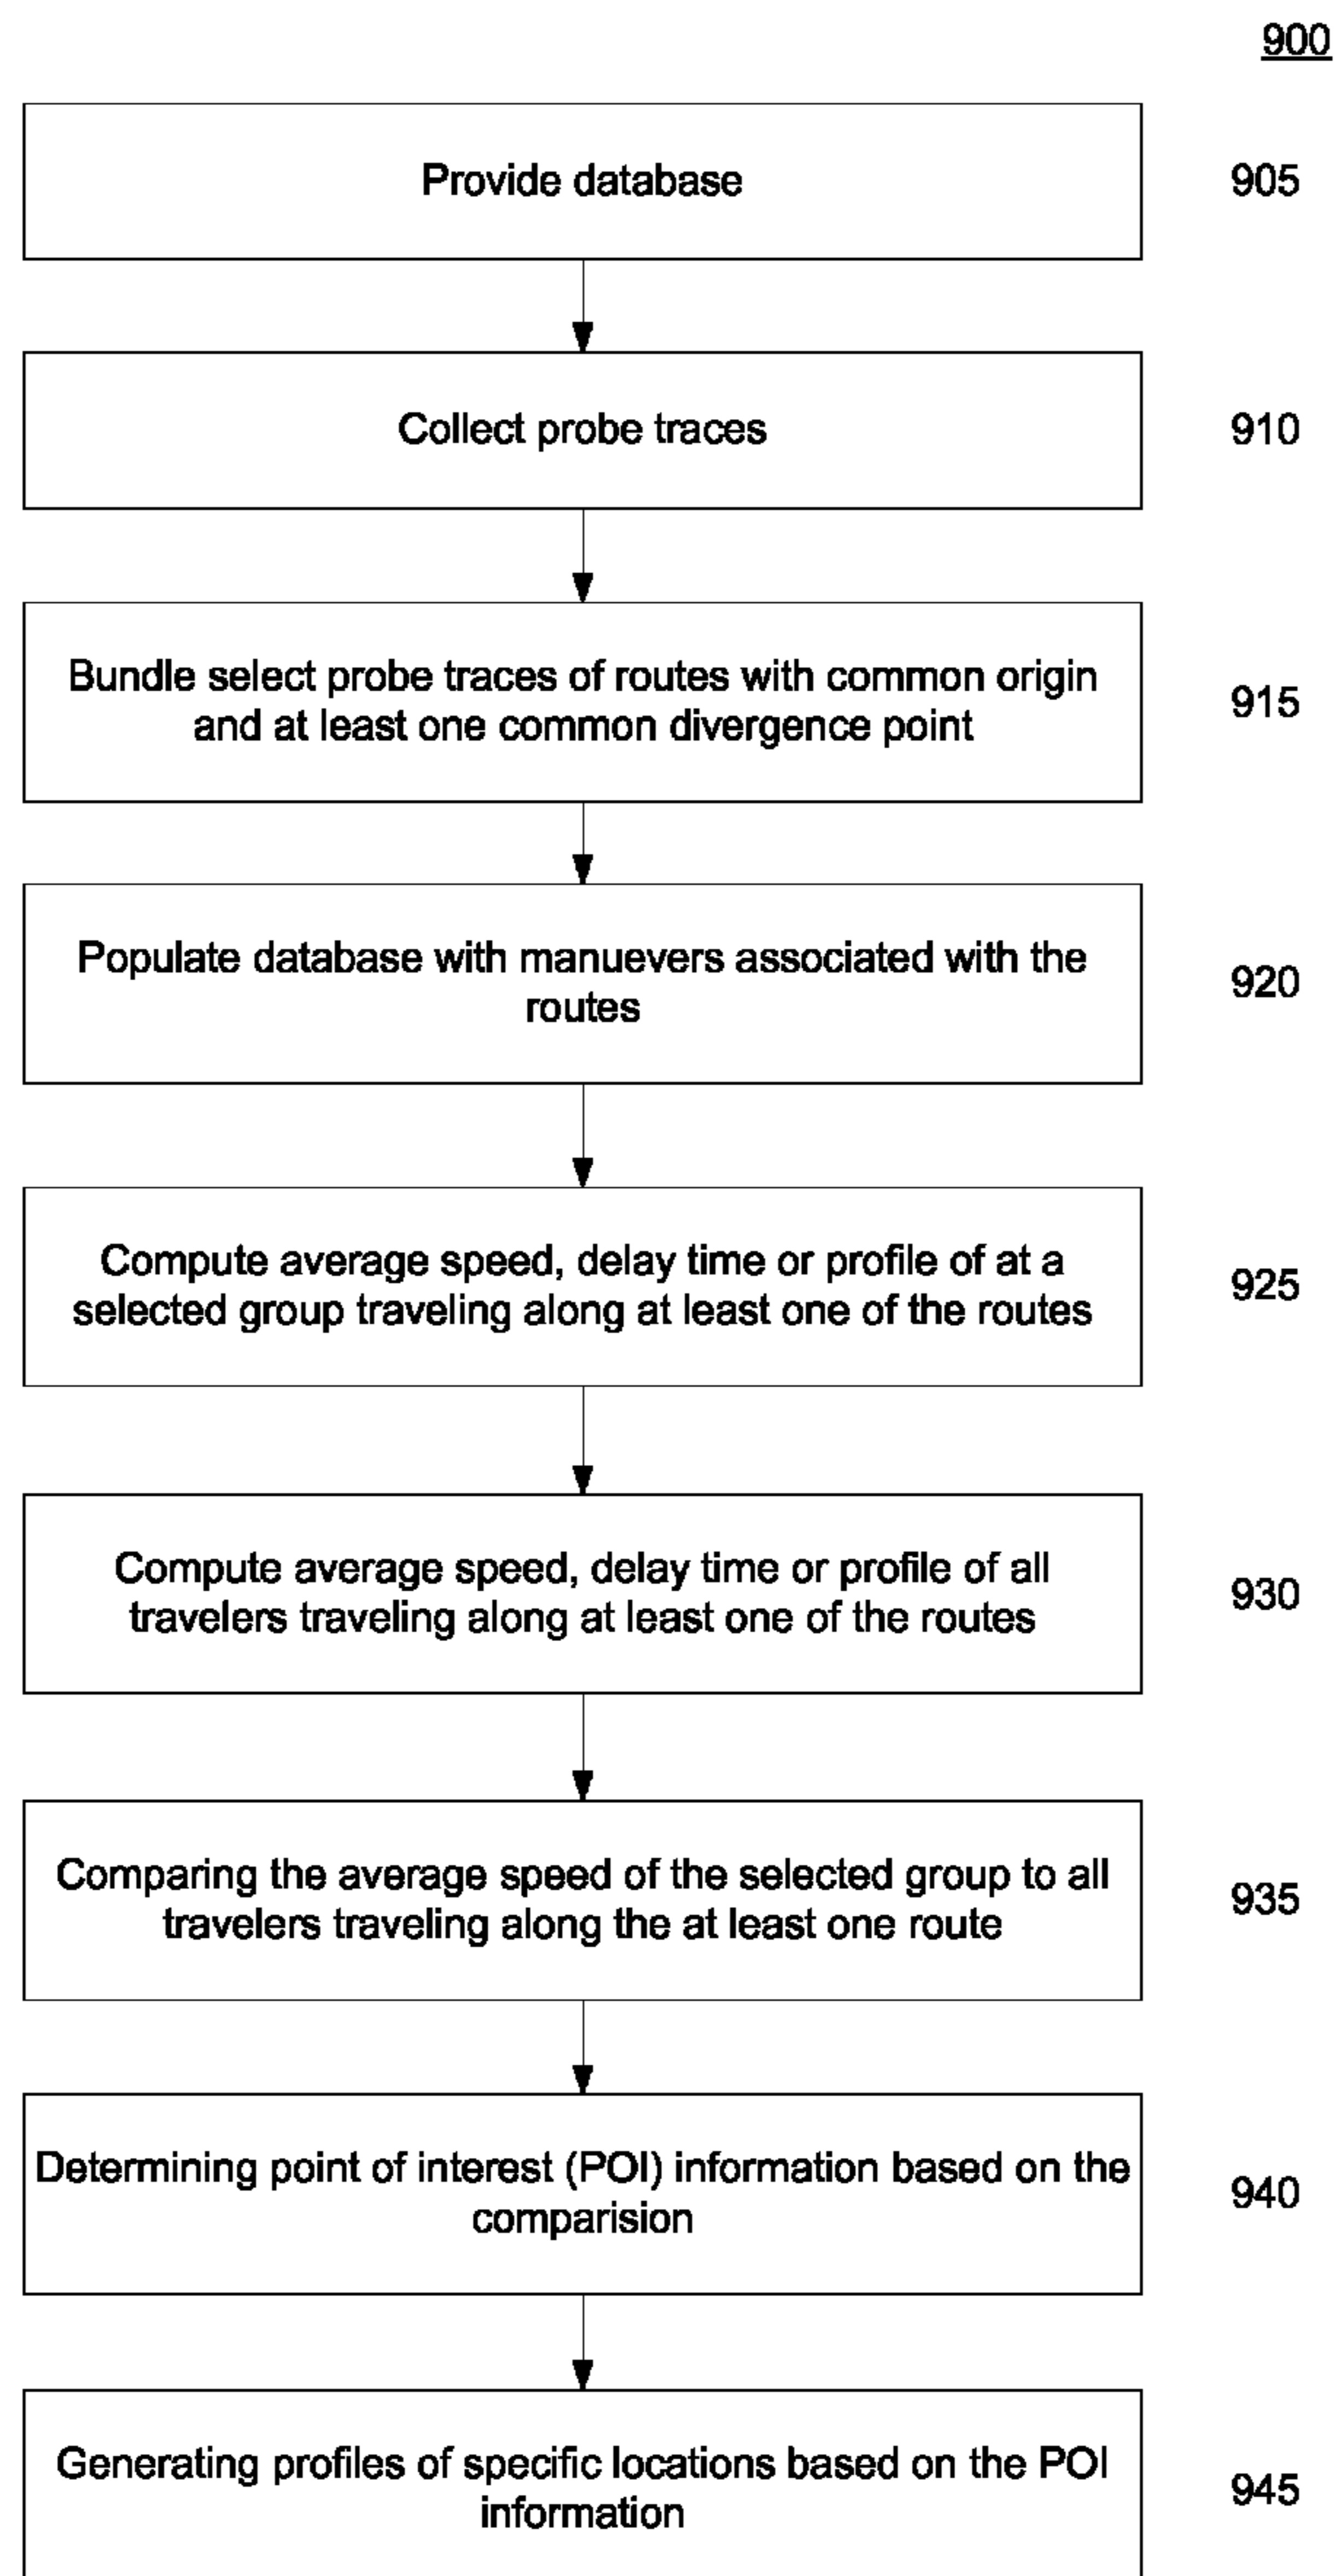 900
Provide database
905
Collect probe traces
910
Bundle select probe traces of routes with common origin
and at least one common divergence point
915
Populate database with manuevers associated with the
routes
920
Compute average speed, delay time or profile of at a
selected group traveling along at least one of the routes
925
Compute average speed, delay time or profile of all
travelers traveling along at least one of the routes
930
Comparing the average speed of the selected group to all
travelers traveling along the at least one route
935
Determining point of interest (POI) information based on the
comparision
940
Generating profiles of specific locations based on the POI
information
945